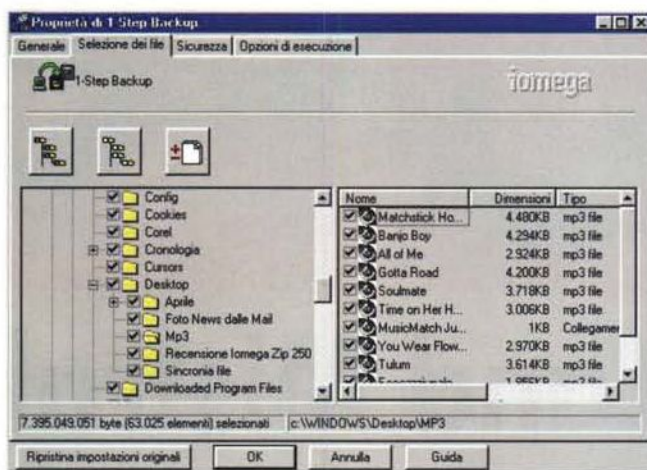 Proprietà di 1-Step Backup
Generale Selezione dei file Sicurezza Opzioni di esecuzione
1-Step Backup
iomega
Config
Cookies
Corel
Cronologia
Cursors
Desktop
Aprile
Foto News dalle Mail
Mp3
Recensione Iomega Zip 250
Sincronia file
Downloaded Program Files
Nome Dimensioni Tipo
Matchstick Ho... 4.480KB mp3 file
Banjo Boy 4.294KB mp3 file
All of Me 2.924KB mp3 file
Gotta Road 4.200KB mp3 file
Soulmate 3.718KB mp3 file
Time on Her H... 3.006KB mp3 file
MusicMatch Ju... 1KB Collegamen
You Wear Flow... 2.970KB mp3 file
Tulum 3.614KB mp3 file
mp3 file
7.395.049.051 byte (63.025 elementi) selezionati c:\WINDOWS\Desktop\MP3
Ripristina impostazioni originali OK Annulla Guida